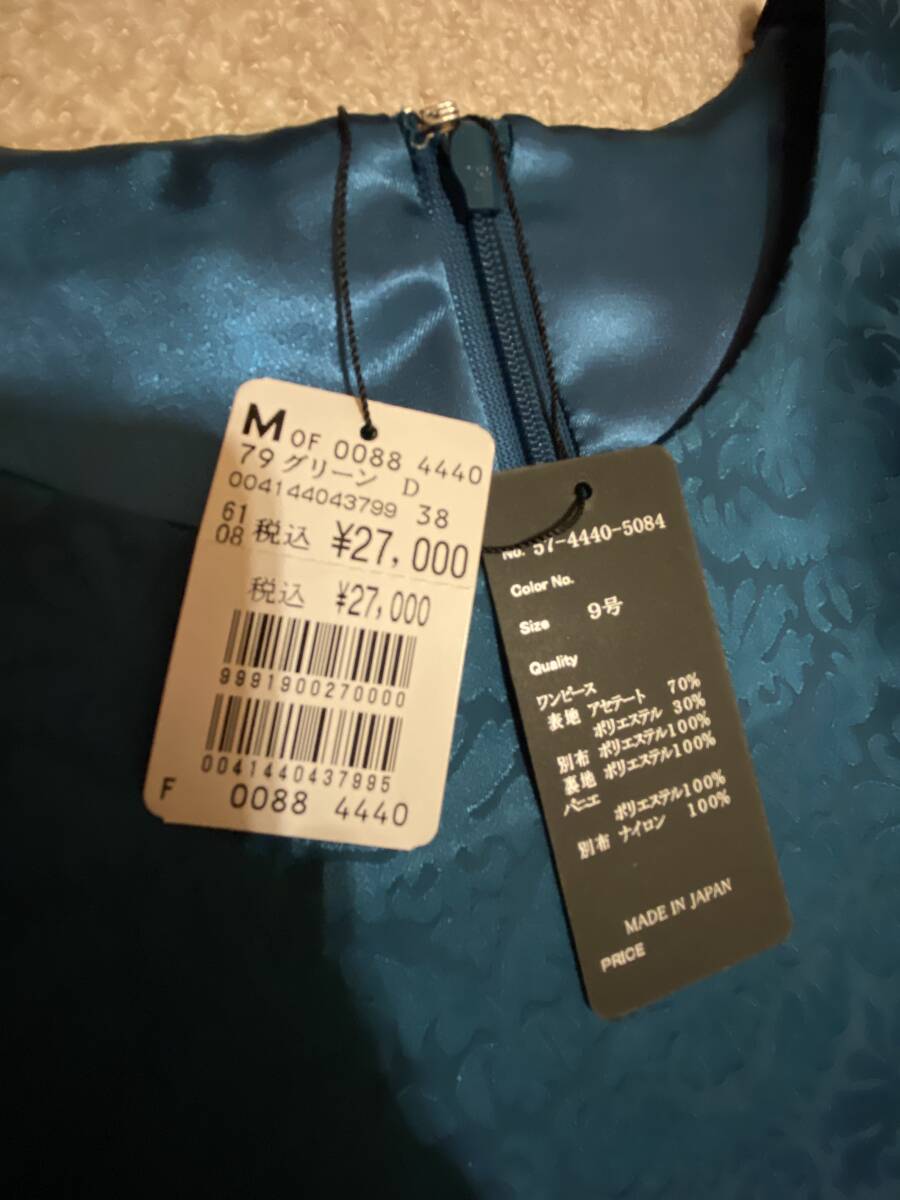 M OF 0088 4440
79 グリーン D
004144043799 38
61
08 税込 ¥27,000
税込 ¥27,000
9991900270000
0041440437995
F 0088 4440
No. 57-4440-5084
Color No.
Size 9号
Quality
ワンピース
表地 アセテート 70%
ポリエステル 30%
別布 ポリエステル100%
裏地 ポリエステル100%
パニエ
ポリエステル100%
別布 ナイロン 100%
MADE IN JAPAN
PRICE